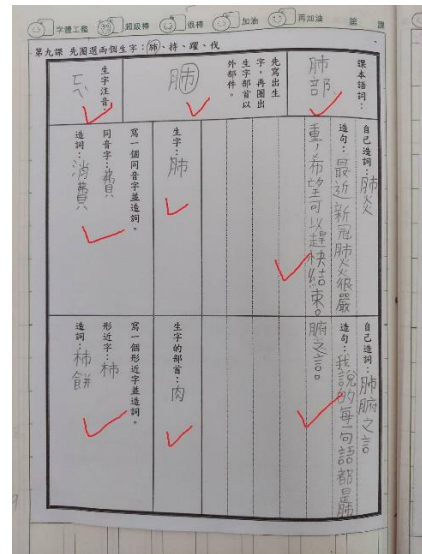 字體工整 超級棒 很棒 加油 再加油
第九課 先圈選兩個生字:肺、持、躍、伐
課本語詞:
肺部
先寫出生
字,再圈出
生字部首以
外部件。
肺
生字注音:
ㄈㄟˋ
自己造詞:肺炎
造句:最近新冠肺炎很嚴
重,希望可以趕快結束。
生字:肺
寫一個同音字並造詞。
同音字:費
造詞:消費
自己造詞:肺腑之言
造句:我說的每一句話都是肺
腑之言。
生字的部首:肉
寫一個形近字並造詞。
形近字:柿
造詞:柿餅